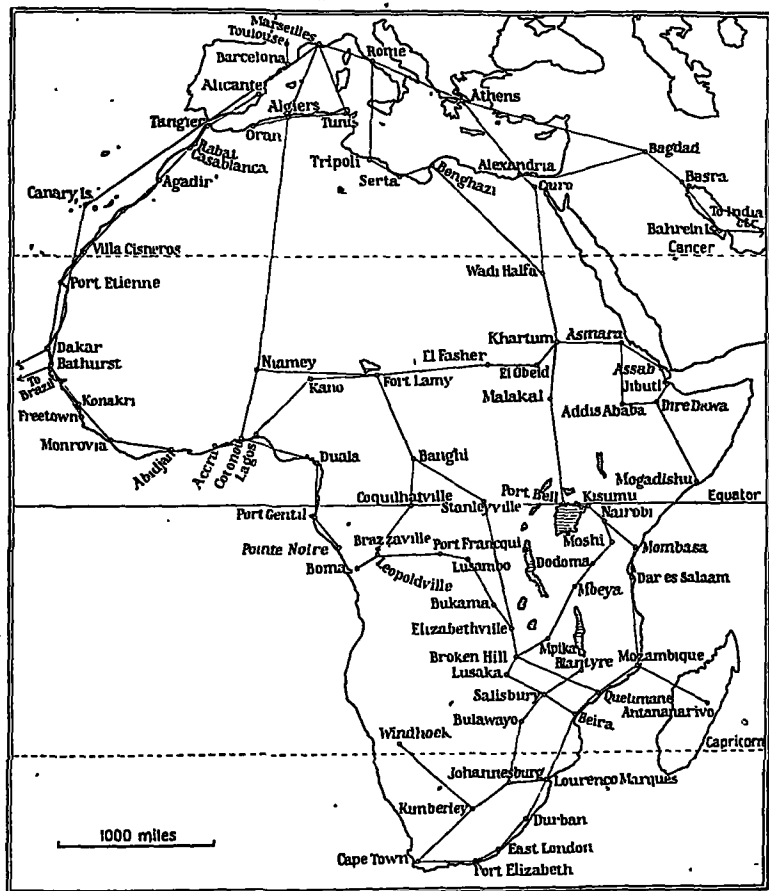 Marseilles
Toulouse
Barcelona
Rome
Alicante
Athens
Algiers
Tangier
Oran
Tunis
Rabat
Casablanca
Bagdad
Tripoli
Alexandria
Agadir
Serta
Benghazi
Basra
Canary Is.
To India
&c.
Bahrein Is.
Villa Cisneros
Cancer
Wadi Halfa
Port Etienne
Khartum
Asmara
Dakar
El Fasher
Bathurst
Niamey
El Obeid
Assab
To
Brazil
Kano
Fort Lamy
Jibuti
Konakri
Malakal
Addis Ababa
Dire Dawa
Freetown
Monrovia
Abidjan
Accra
Cotonou
Lagos
Duala
Banghi
Mogadishu
Coquilhatville
Stanleyville
Port Bell
Kisumu
Equator
Port Gentil
Nairobi
Pointe Noire
Brazzaville
Port Francqui
Moshi
Mombasa
Boma
Leopoldville
Lusambo
Dodoma
Dar es Salaam
Bukama
Mbeya
Elizabethville
Broken Hill
Mpika
Blantyre
Mozambique
Lusaka
Salisbury
Quelimane
Antananarivo
Bulawayo
Beira
Windhock
Capricorn
Johannesburg
Lourenço Marques
Kimberley
Durban
1000 miles
East London
Cape Town
Port Elizabeth